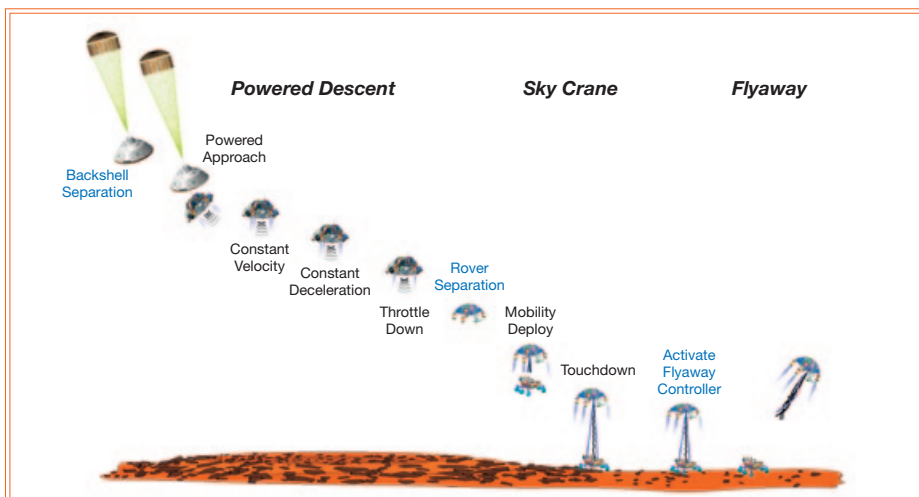 Powered Descent
Sky Crane
Flyaway
Backshell
Separation
Powered
Approach
Constant
Velocity
Constant
Deceleration
Throttle
Down
Rover
Separation
Mobility
Deploy
Touchdown
Activate
Flyaway
Controller